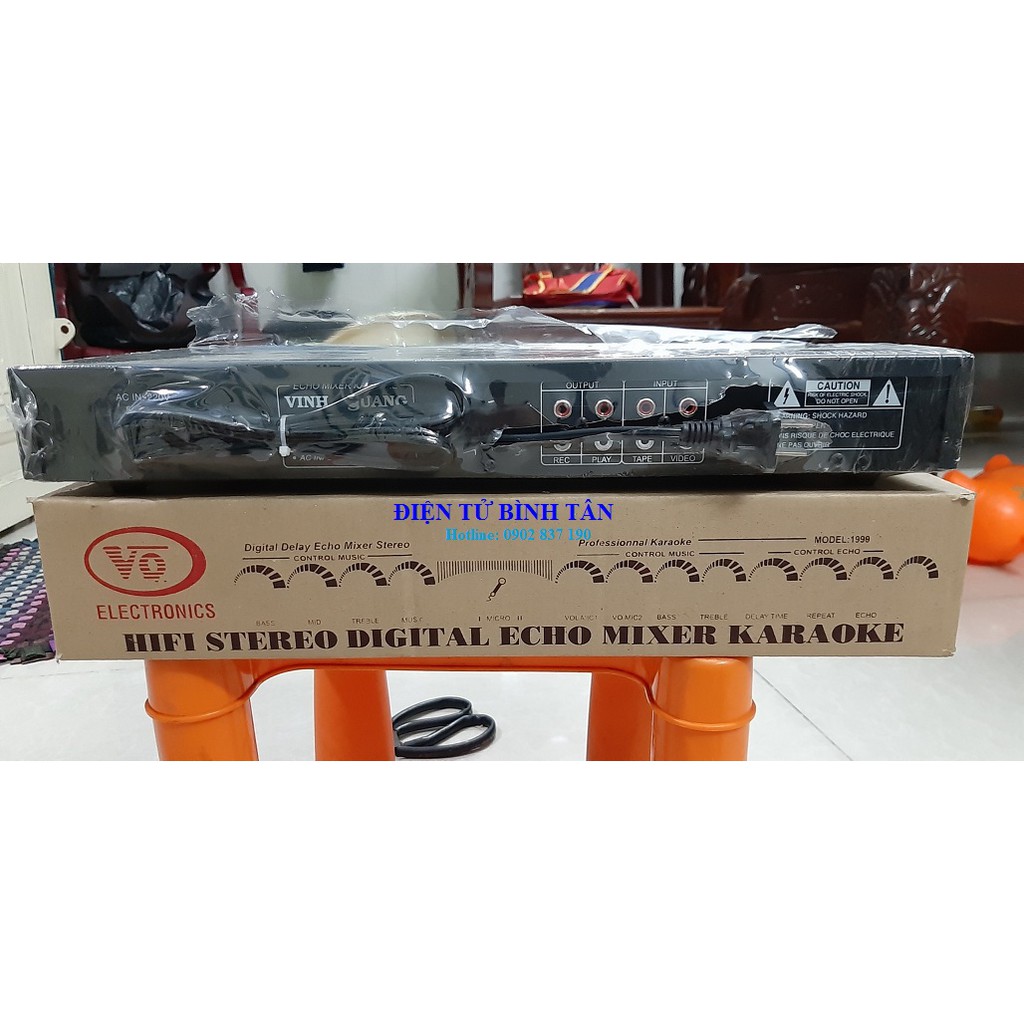 ECHO MIXER
VINH QUANG
OUTPUT
INPUT
REC
PLAY
TAPE
VIDEO
CAUTION
RISK OF ELECTRIC SHOCK
DO NOT OPEN
WARNING: SHOCK HAZARD
RISQUE DE CHOC ELECTRIQUE
NE PAS
ĐIỆN TỬ BÌNH TÂN
Hotline: 0902 837 190
VQ
ELECTRONICS
Digital Delay Echo Mixer Stereo
Professionnal Karaoke
MODEL:1999
CONTROL MUSIC
CONTROL MUSIC
CONTROL ECHO
BASS
MID
TREBLE
MUSIC
I MICRO II
VOL.MIC1
VO.MIC2
BASS
TREBLE
DELAY TIME
REPEAT
ECHO
HIFI STEREO DIGITAL ECHO MIXER KARAOKE